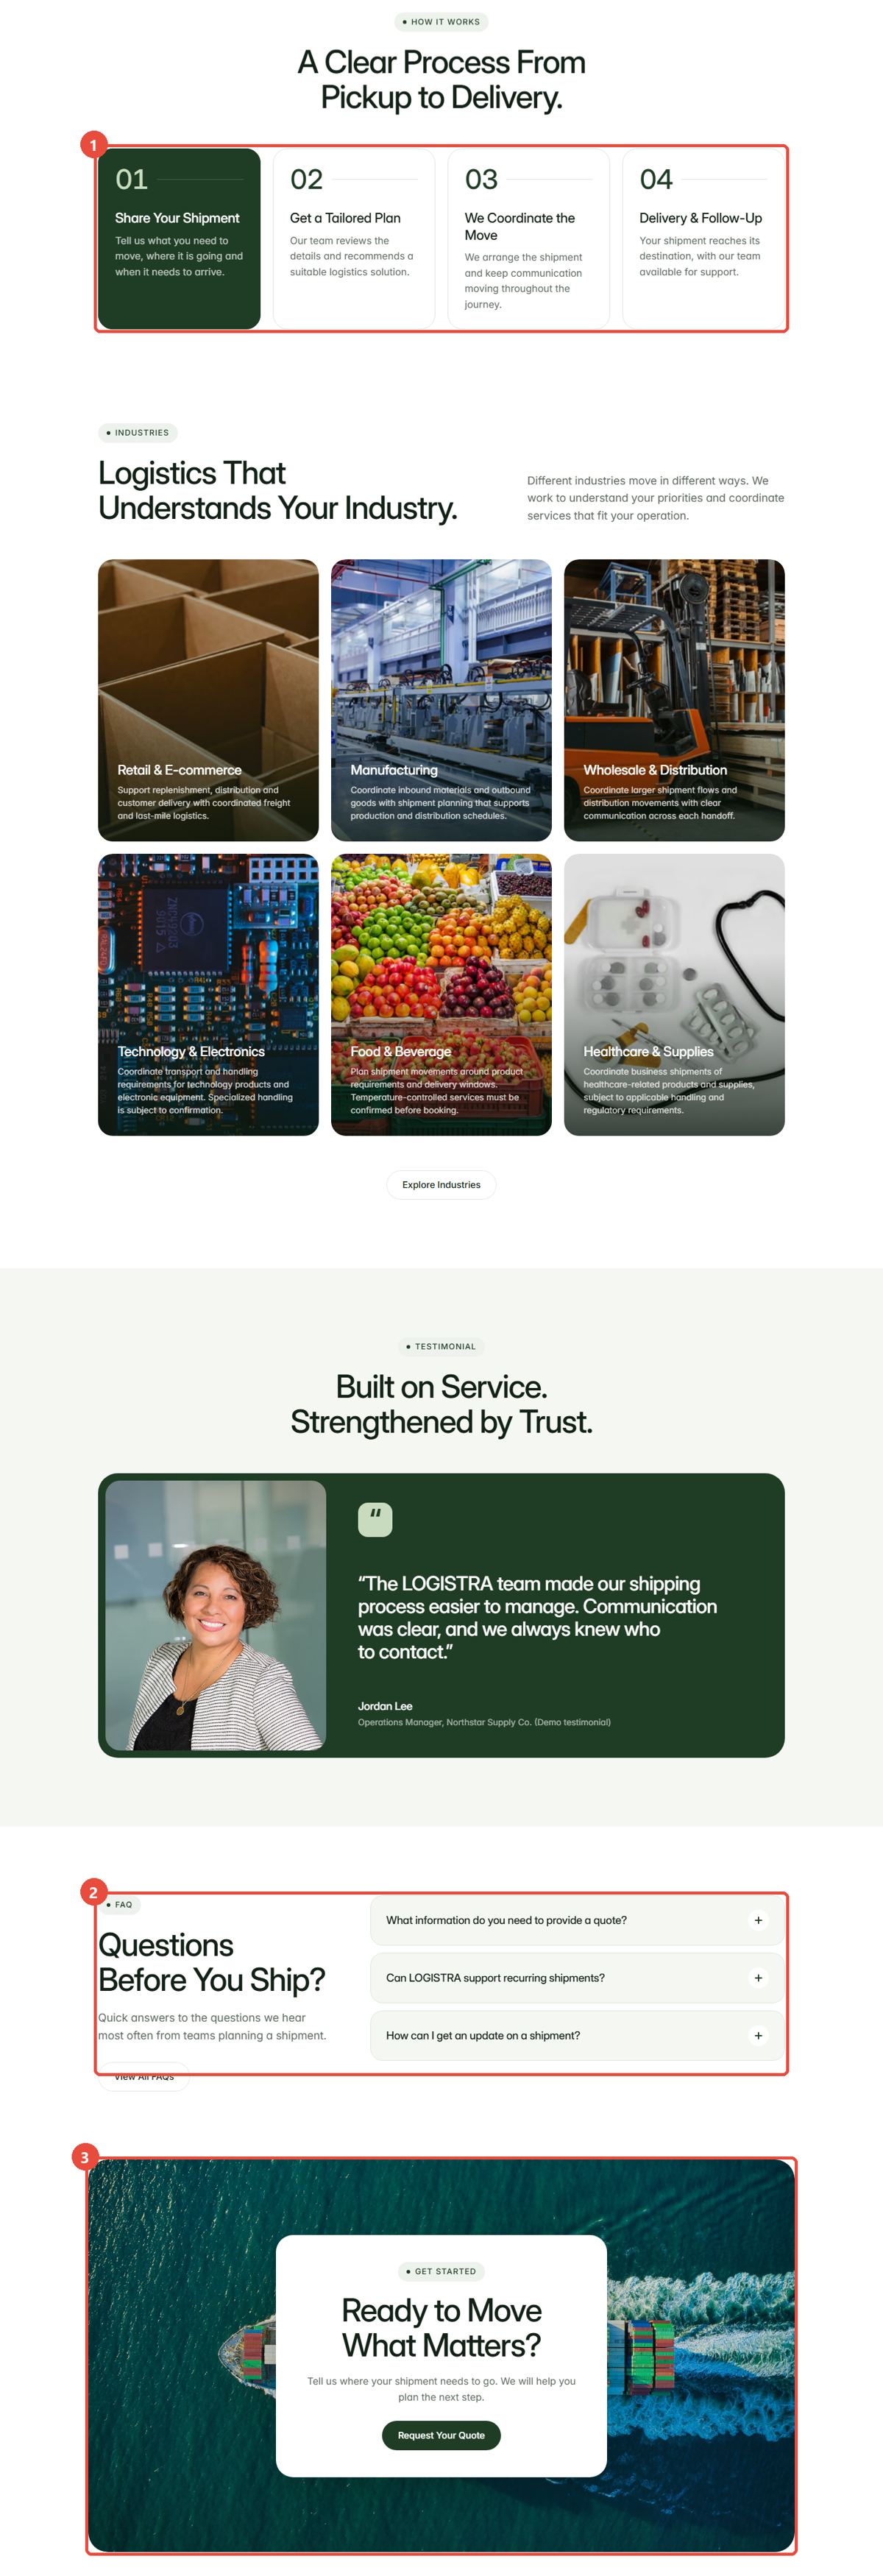 HOW IT WORKS
A Clear Process From
Pickup to Delivery.
1
01
Share Your Shipment
Tell us what you need to
move, where it is going and
when it needs to arrive.
02
Get a Tailored Plan
Our team reviews the
details and recommends a
suitable logistics solution.
03
We Coordinate the
Move
We arrange the shipment
and keep communication
moving throughout the
journey.
04
Delivery & Follow-Up
Your shipment reaches its
destination, with our team
available for support.
INDUSTRIES
Logistics That
Understands Your Industry.
Different industries move in different ways. We
work to understand your priorities and coordinate
services that fit your operation.
Retail & E-commerce
Support replenishment, distribution and
customer delivery with coordinated freight
and last-mile logistics.
Manufacturing
Coordinate inbound materials and outbound
goods with shipment planning that supports
production and distribution schedules.
Wholesale & Distribution
Coordinate larger shipment flows and
distribution movements with clear
communication across each handoff.
Technology & Electronics
Coordinate transport and handling
requirements for technology products and
electronic equipment. Specialized handling
is subject to confirmation.
Food & Beverage
Plan shipment movements around product
requirements and delivery windows.
Temperature-controlled services must be
confirmed before booking.
Healthcare & Supplies
Coordinate business shipments of
healthcare-related products and supplies,
subject to applicable handling and
regulatory requirements.
Explore Industries
TESTIMONIAL
Built on Service.
Strengthened by Trust.
“
“The LOGISTRA team made our shipping
process easier to manage. Communication
was clear, and we always knew who
to contact.”
Jordan Lee
Operations Manager, Northstar Supply Co. (Demo testimonial)
2
FAQ
Questions
Before You Ship?
Quick answers to the questions we hear
most often from teams planning a shipment.
View All FAQs
What information do you need to provide a quote?
Can LOGISTRA support recurring shipments?
How can I get an update on a shipment?
3
GET STARTED
Ready to Move
What Matters?
Tell us where your shipment needs to go. We will help you
plan the next step.
Request Your Quote